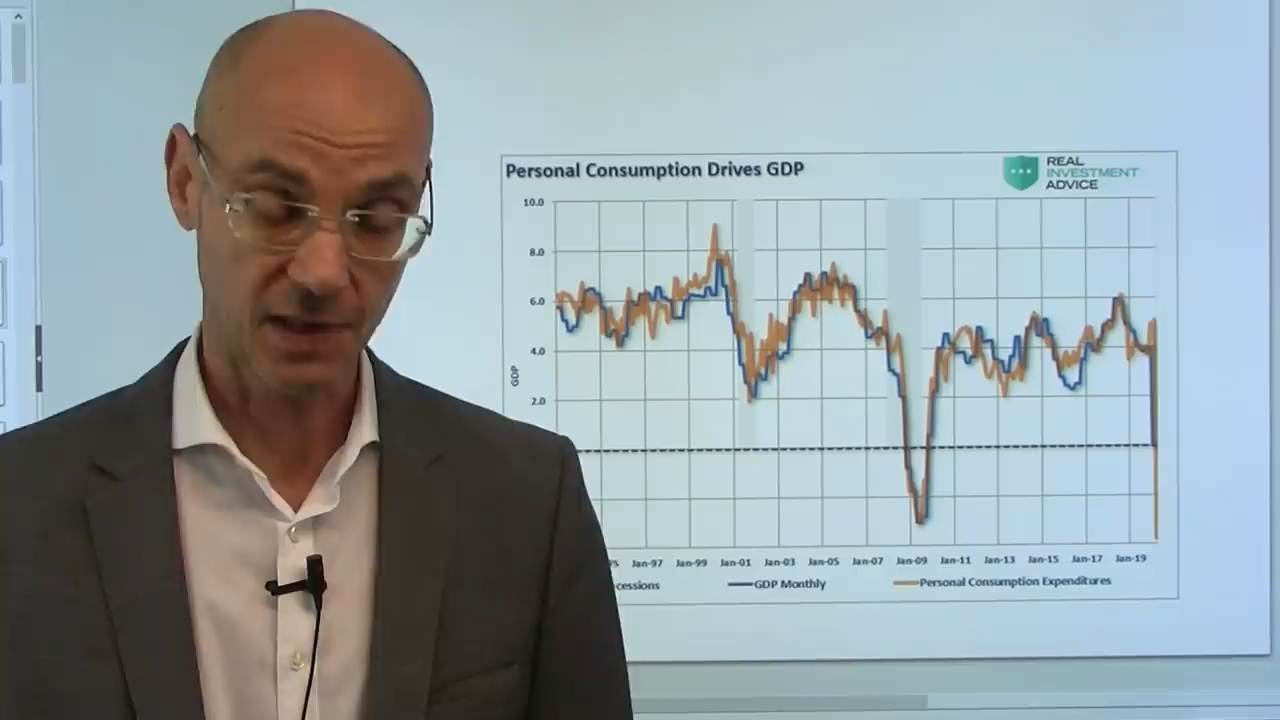 Personal Consumption Drives GDP
REAL
INVESTMENT
ADVICE
10.0
8.0
6.0
4.0
2.0
GDP
5 Jan-97 Jan-99 Jan-01 Jan-03 Jan-05 Jan-07 Jan-09 Jan-11 Jan-13 Jan-15 Jan-17 Jan-19
cessions GDP Monthly Personal Consumption Expenditures